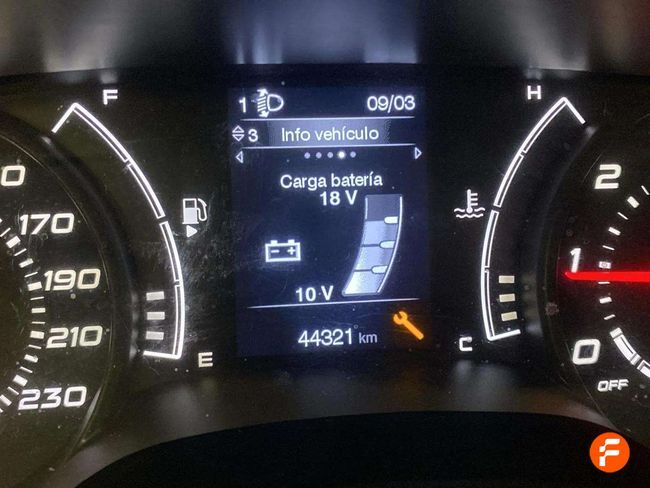 F
H
1 09/03
3 Info vehículo
Carga batería
18 V
10 V
44321 km
E
C
170
190
210
230
2
1
0
OFF